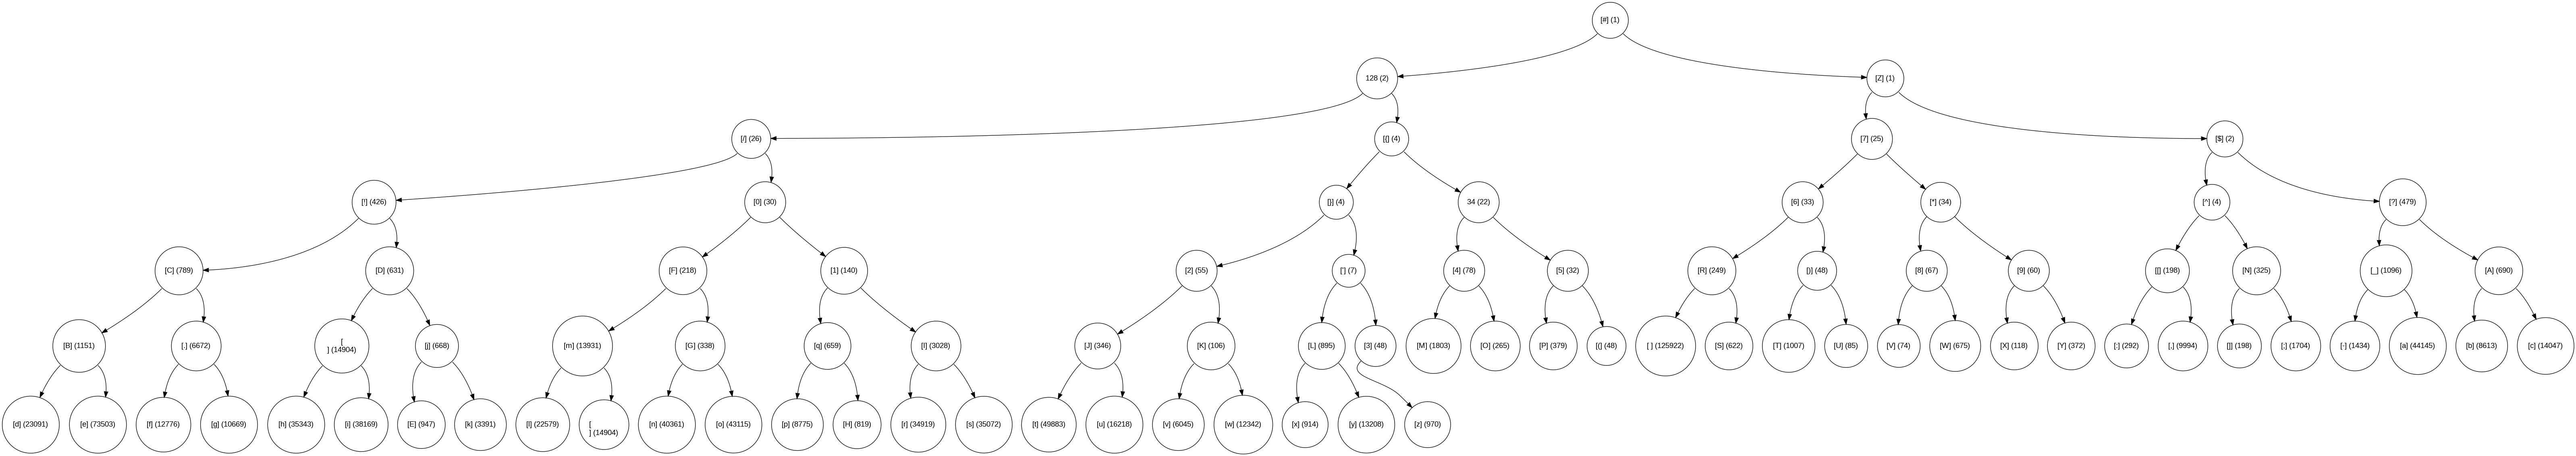 [#] (1)
128 (2)
[Z] (1)
[/] (26)
[{] (4)
[7] (25)
[$] (2)
[!] (426)
[0] (30)
[}] (4)
34 (22)
[6] (33)
[*] (34)
[^] (4)
[?] (479)
[C] (789)
[D] (631)
[F] (218)
[1] (140)
[2] (55)
['] (7)
[4] (78)
[5] (32)
[R] (249)
[)] (48)
[8] (67)
[9] (60)
[[] (198)
[N] (325)
[_] (1096)
[A] (690)
[B] (1151)
[.] (6672)
[
] (14904)
[j] (668)
[m] (13931)
[G] (338)
[q] (659)
[I] (3028)
[J] (346)
[K] (106)
[L] (895)
[3] (48)
[M] (1803)
[O] (265)
[P] (379)
[(] (48)
[ ] (125922)
[S] (622)
[T] (1007)
[U] (85)
[V] (74)
[W] (675)
[X] (118)
[Y] (372)
[:] (292)
[,] (9994)
[]] (198)
[;] (1704)
[-] (1434)
[a] (44145)
[b] (8613)
[c] (14047)
[d] (23091)
[e] (73503)
[f] (12776)
[g] (10669)
[h] (35343)
[i] (38169)
[E] (947)
[k] (3391)
[l] (22579)
[
] (14904)
[n] (40361)
[o] (43115)
[p] (8775)
[H] (819)
[r] (34919)
[s] (35072)
[t] (49883)
[u] (16218)
[v] (6045)
[w] (12342)
[x] (914)
[y] (13208)
[z] (970)